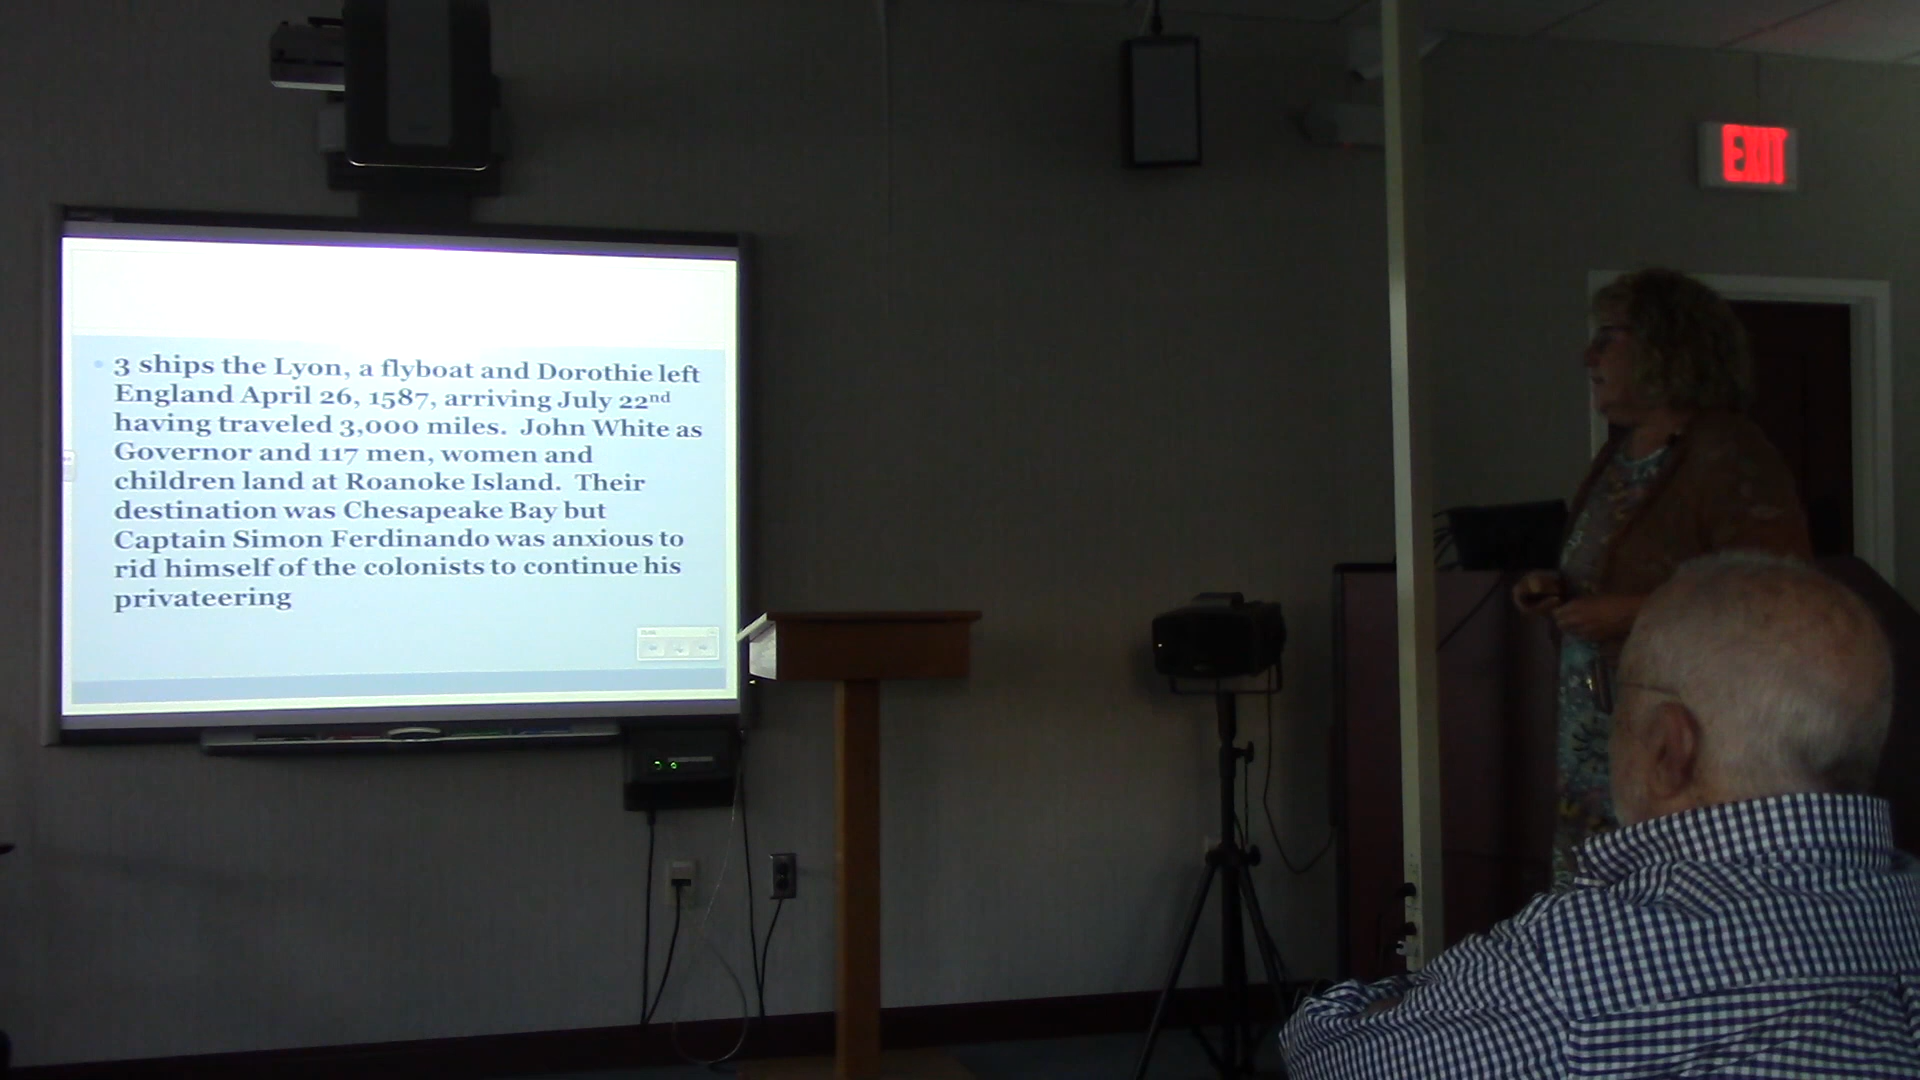 3 ships the Lyon, a flyboat and Dorothie left
England April 26, 1587, arriving July 22nd
having traveled 3,000 miles. John White as
Governor and 117 men, women and
children land at Roanoke Island. Their
destination was Chesapeake Bay but
Captain Simon Ferdinando was anxious to
rid himself of the colonists to continue his
privateering
EXIT